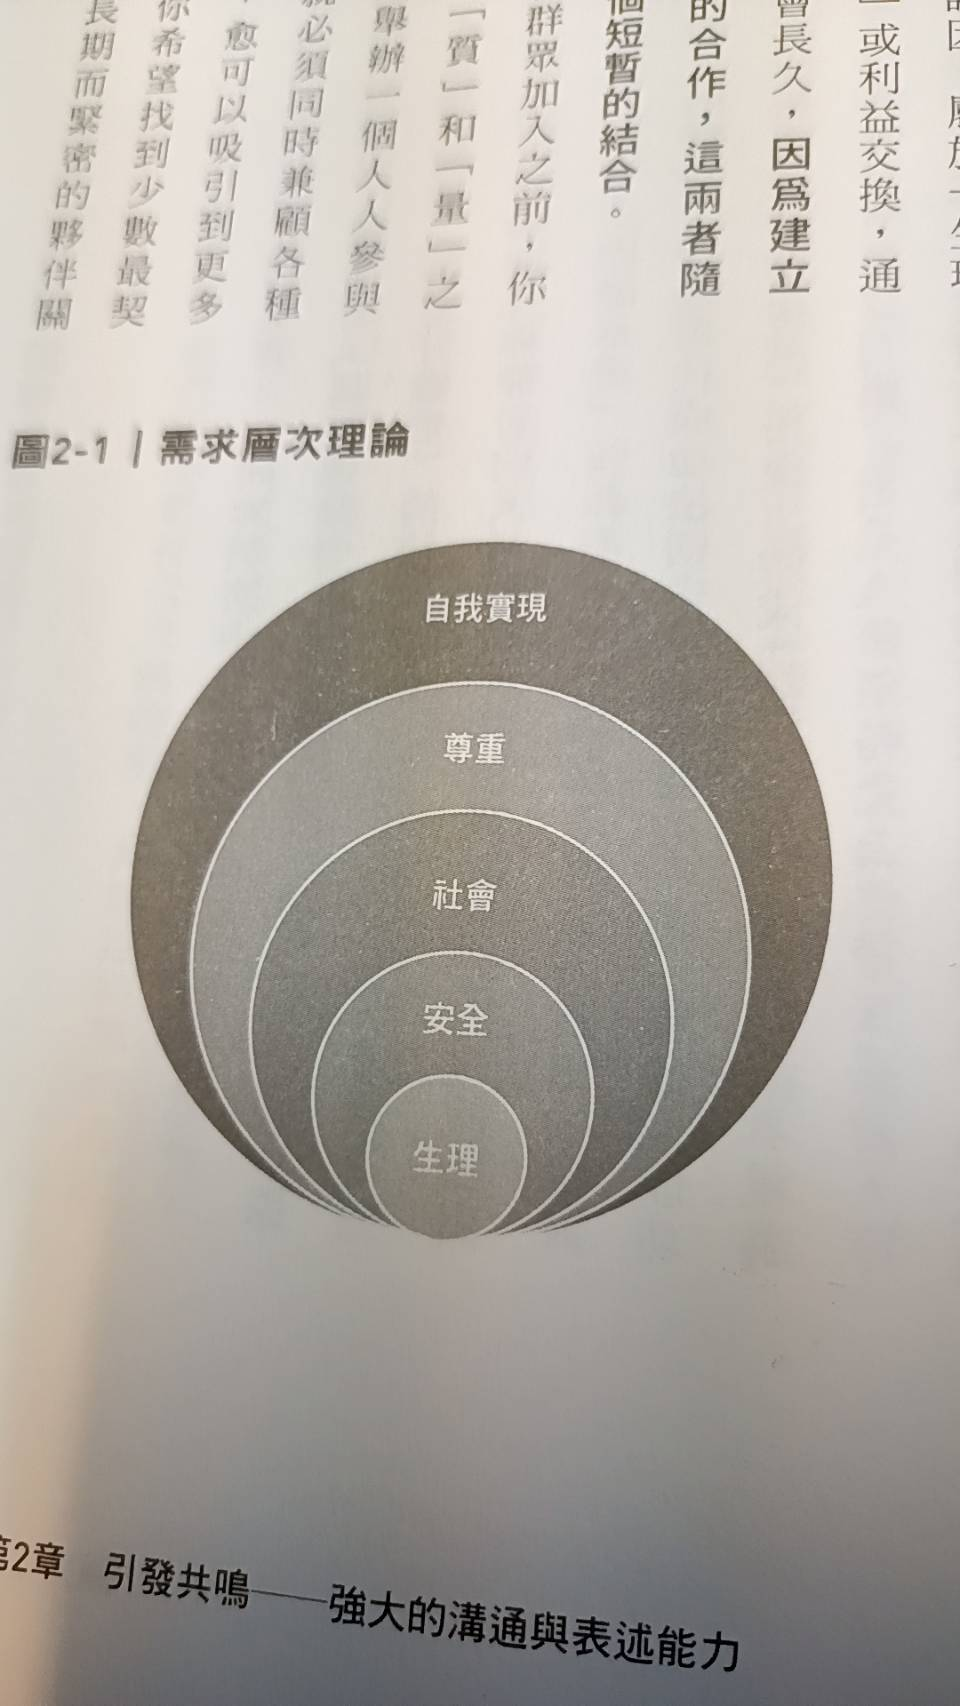 」或利益交換，通
會長久，因為建立
的合作，這兩者隨
個短暫的結合。
群眾加入之前，你
「質」和「量」之
舉辦一個人人參與
必須同時兼顧各種
，愈可以吸引到更多
你希望找到少數最契
長期而緊密的夥伴關
圖2-1｜需求層次理論
自我實現
尊重
社會
安全
生理
第2章 引發共鳴——強大的溝通與表述能力